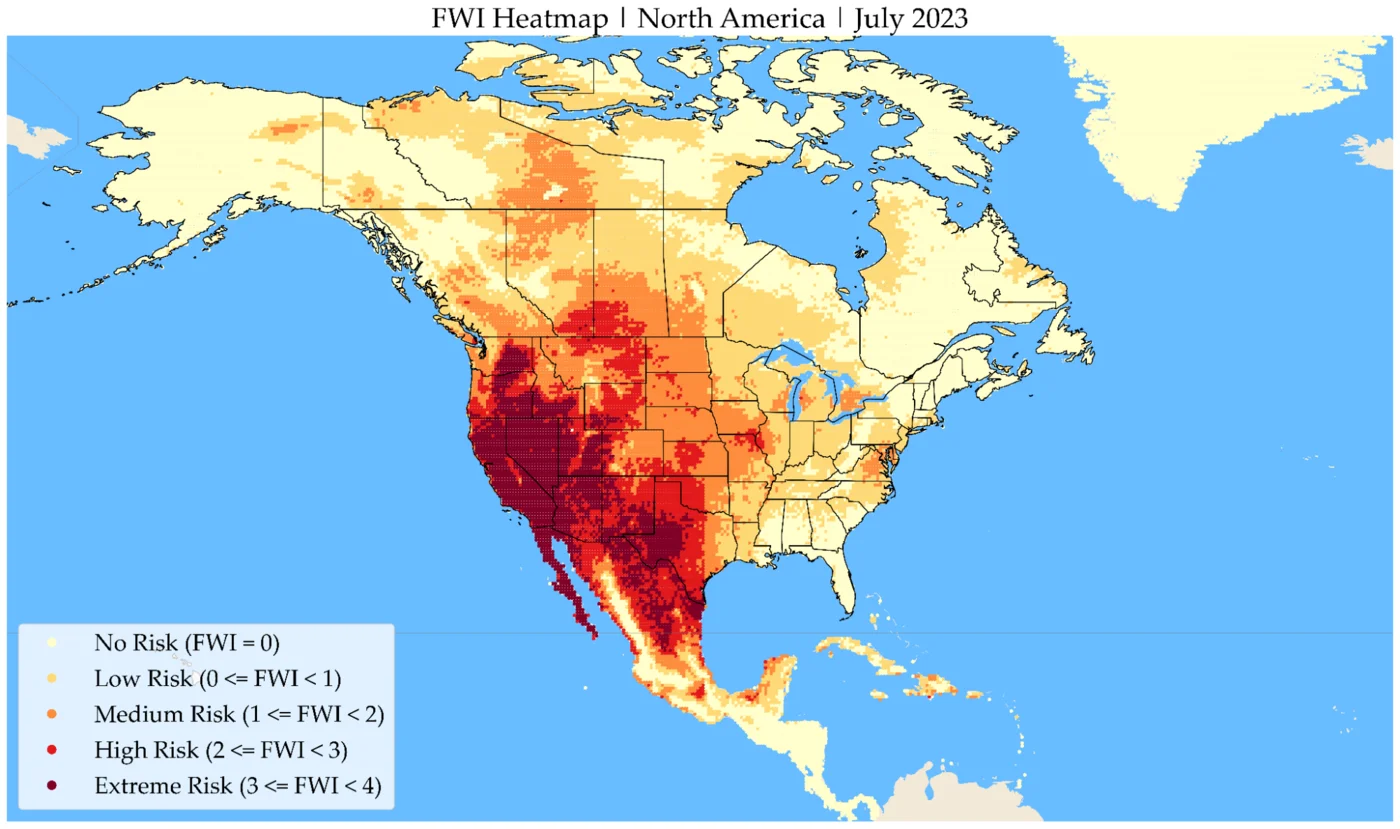 FWI Heatmap | North America | July 2023
No Risk (FWI = 0)
Low Risk (0 <= FWI < 1)
Medium Risk (1 <= FWI < 2)
High Risk (2 <= FWI < 3)
Extreme Risk (3 <= FWI < 4)